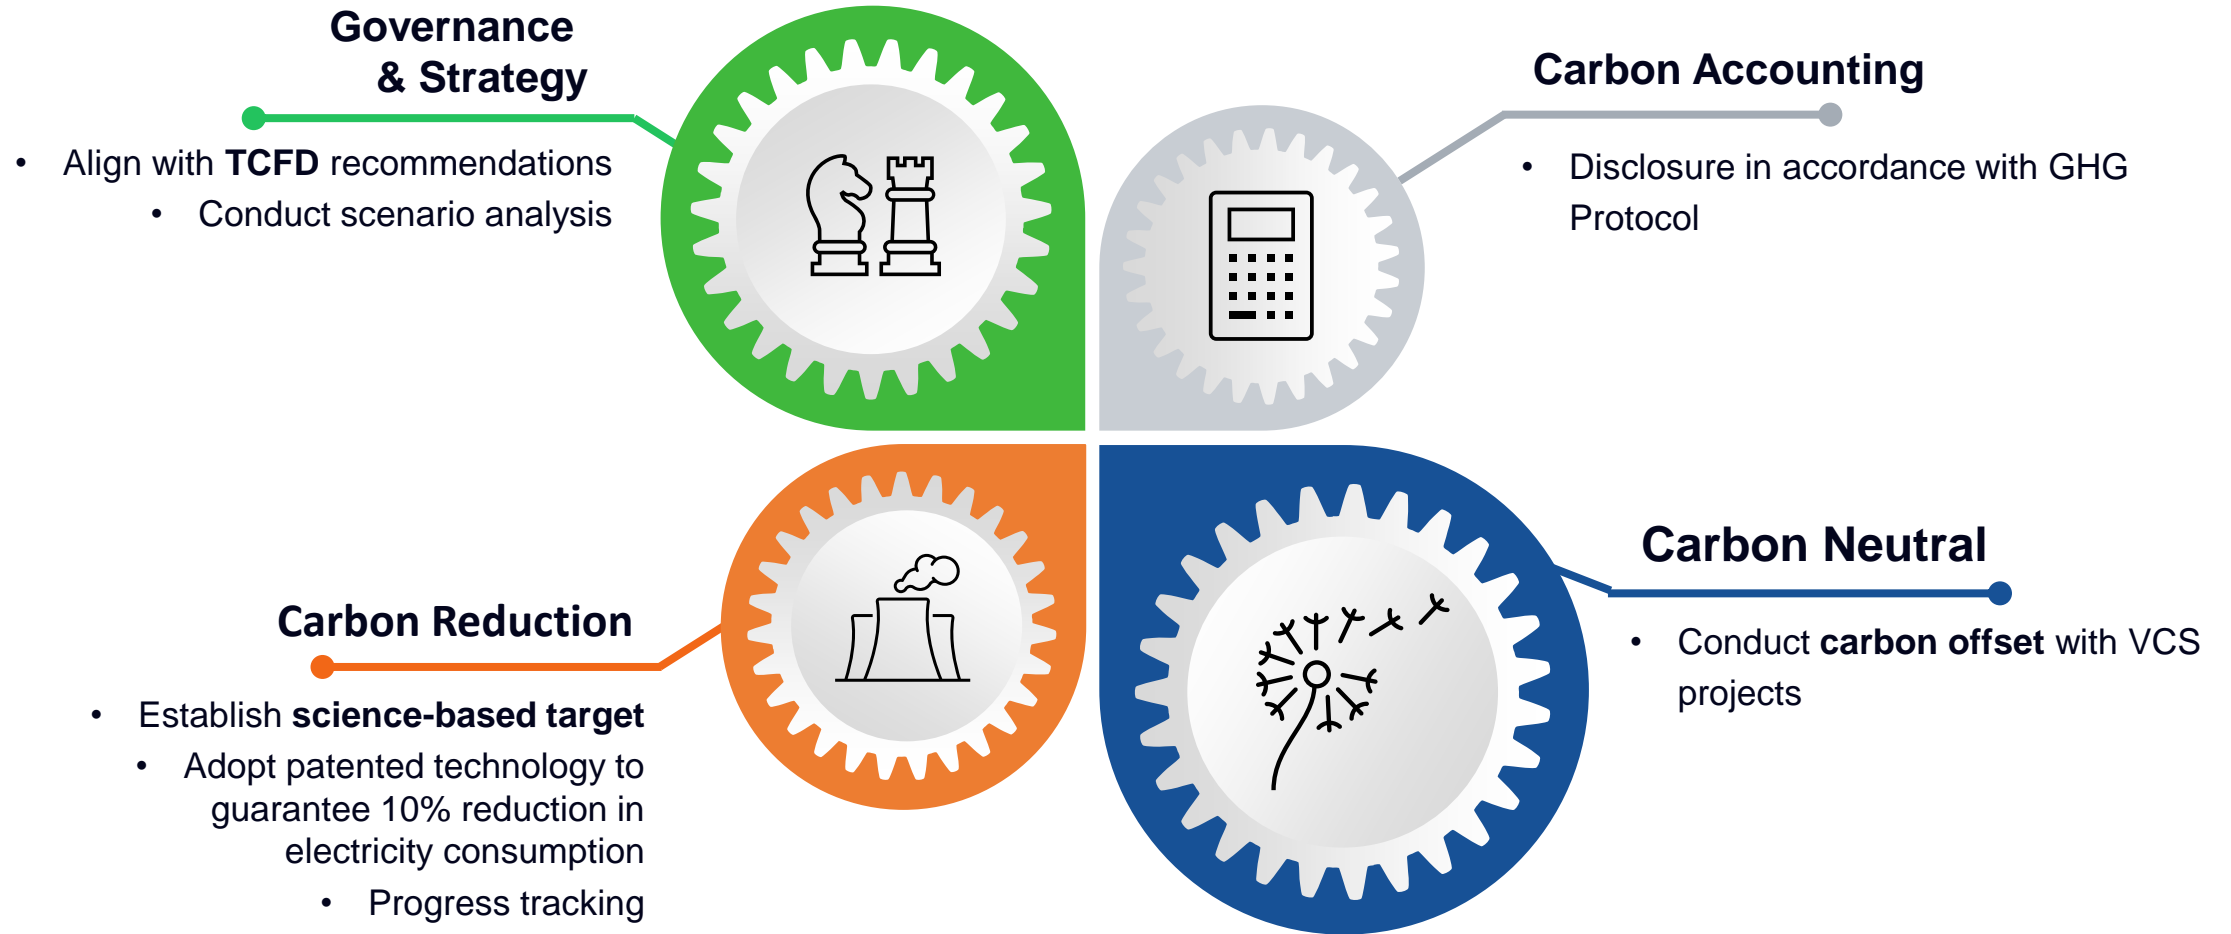 Governance
& Strategy
• Align with TCFD recommendations
• Conduct scenario analysis
Carbon Accounting
• Disclosure in accordance with GHG
Protocol
Carbon Reduction
• Establish science-based target
• Adopt patented technology to
guarantee 10% reduction in
electricity consumption
• Progress tracking
Carbon Neutral
• Conduct carbon offset with VCS
projects